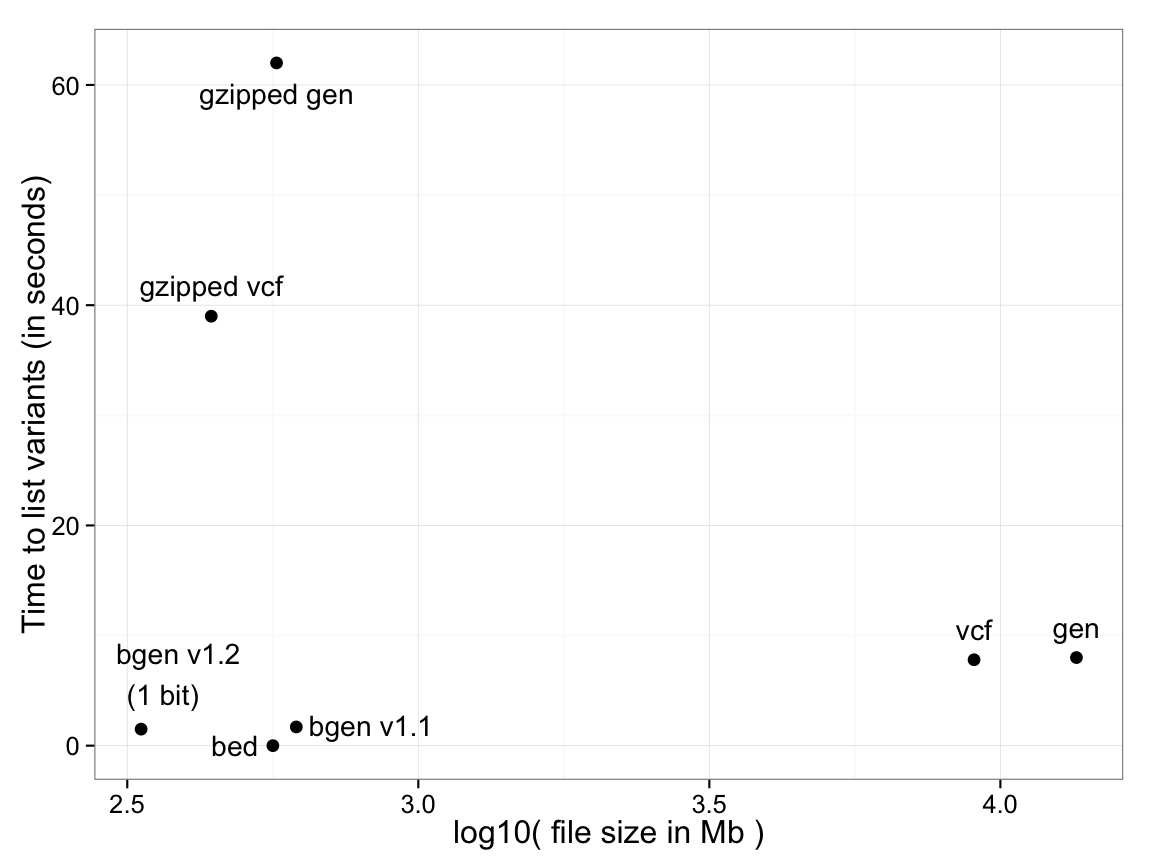 60
gzipped gen
gzipped vcf
40
Time to list variants (in seconds)
20
vcf
gen
bgen v1.2
(1 bit)
bgen v1.1
bed
0
2.5
3.0
3.5
4.0
log10( file size in Mb )